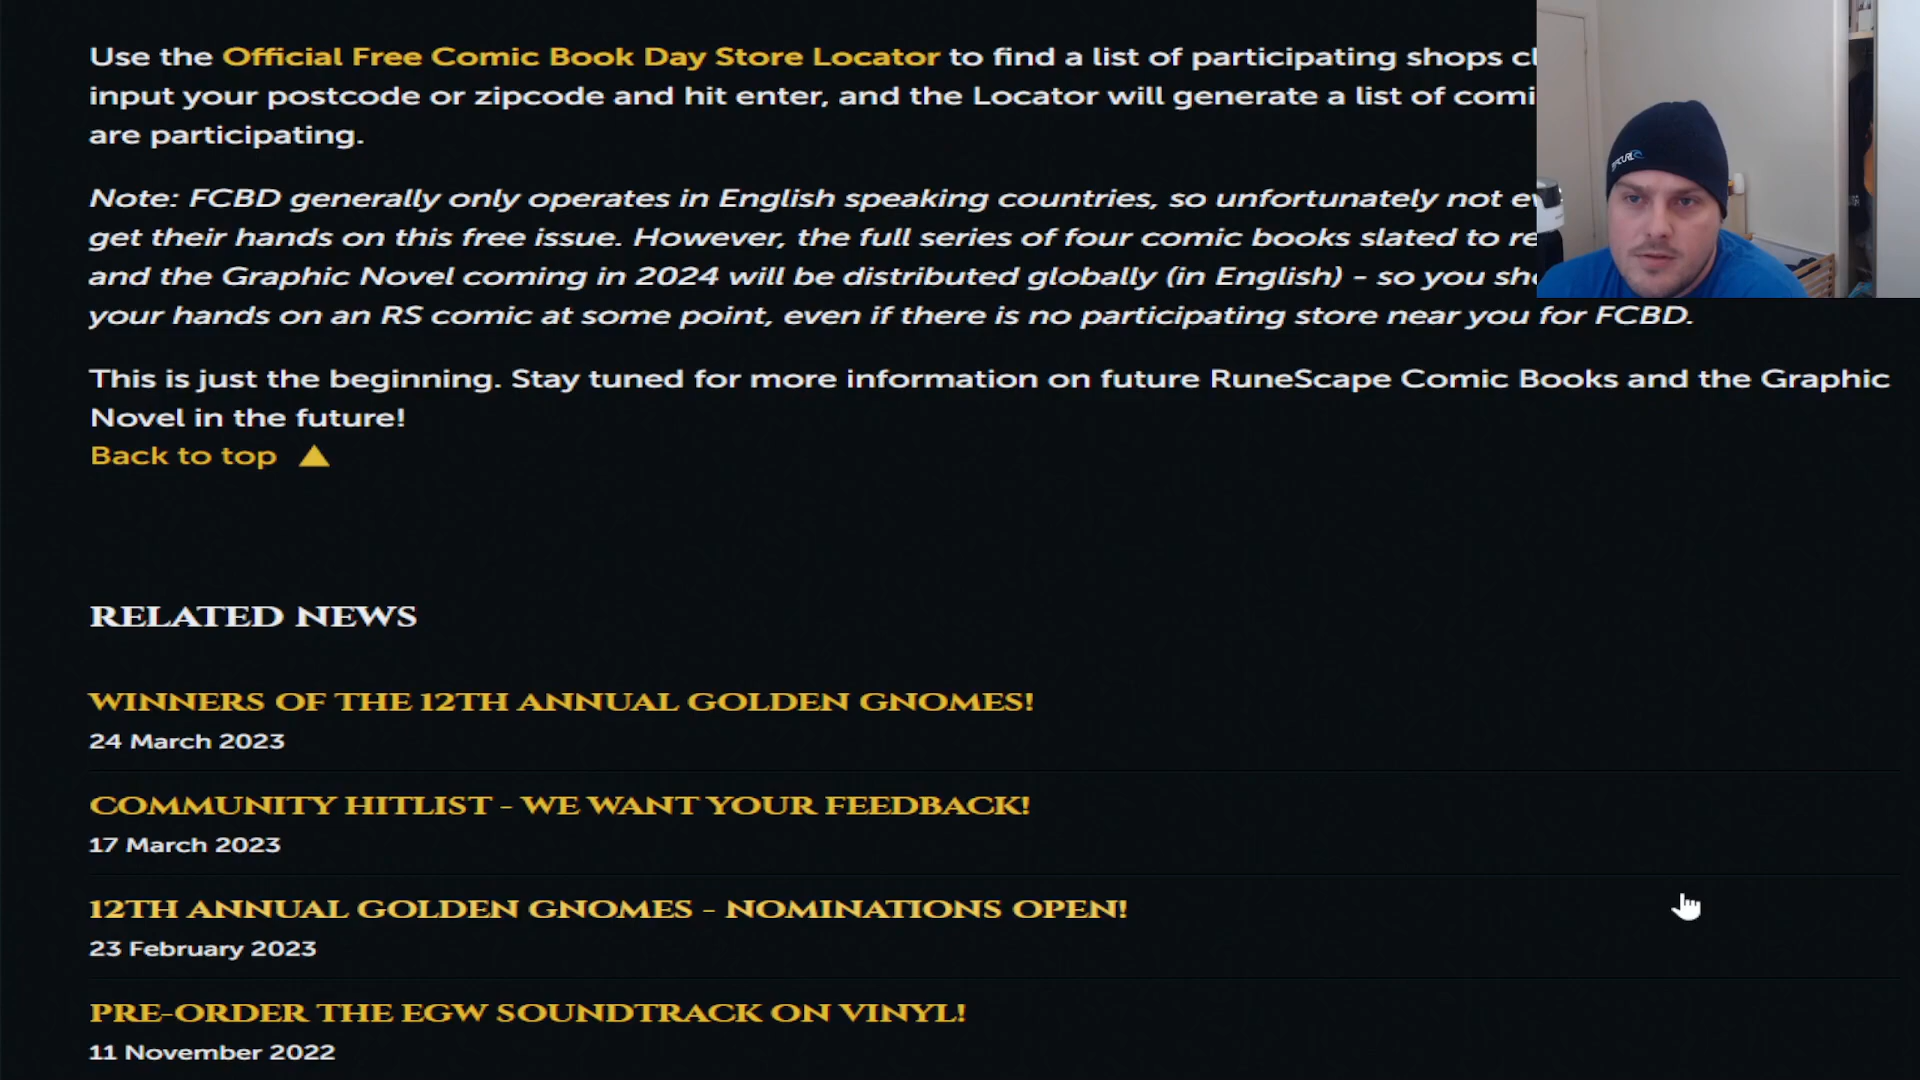 Use the Official Free Comic Book Day Store Locator to find a list of participating shops
input your postcode or zipcode and hit enter, and the Locator will generate a list of
are participating.
Note: FCBD generally only operates in English speaking countries, so unfortunately not
get their hands on this free issue. However, the full series of four comic books slated to
and the Graphic Novel coming in 2024 will be distributed globally (in English) - so you
your hands on an RS comic at some point, even if there is no participating store near you for FCBD.
This is just the beginning. Stay tuned for more information on future RuneScape Comic Books and the Graphic
Novel in the future!
Back to top
RELATED NEWS
WINNERS OF THE 12TH ANNUAL GOLDEN GNOMES!
24 March 2023
COMMUNITY HITLIST - WE WANT YOUR FEEDBACK!
17 March 2023
12TH ANNUAL GOLDEN GNOMES - NOMINATIONS OPEN!
23 February 2023
PRE-ORDER THE EGW SOUNDTRACK ON VINYL!
11 November 2022